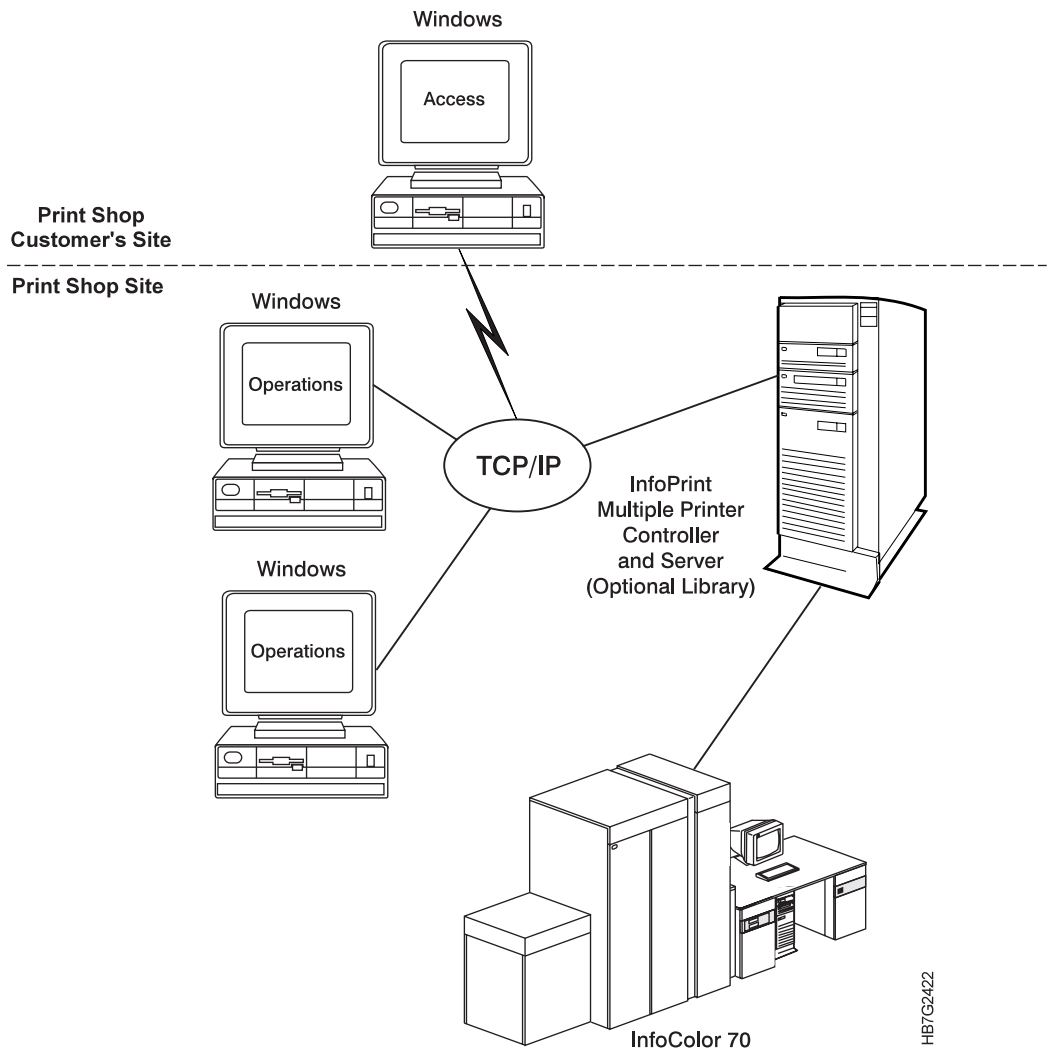 Windows
Access
Print Shop
Customer's Site
Print Shop Site
Windows
Operations
TCP/IP
InfoPrint
Multiple Printer
Controller
and Server
(Optional Library)
Windows
Operations
InfoColor 70
HB7G2422